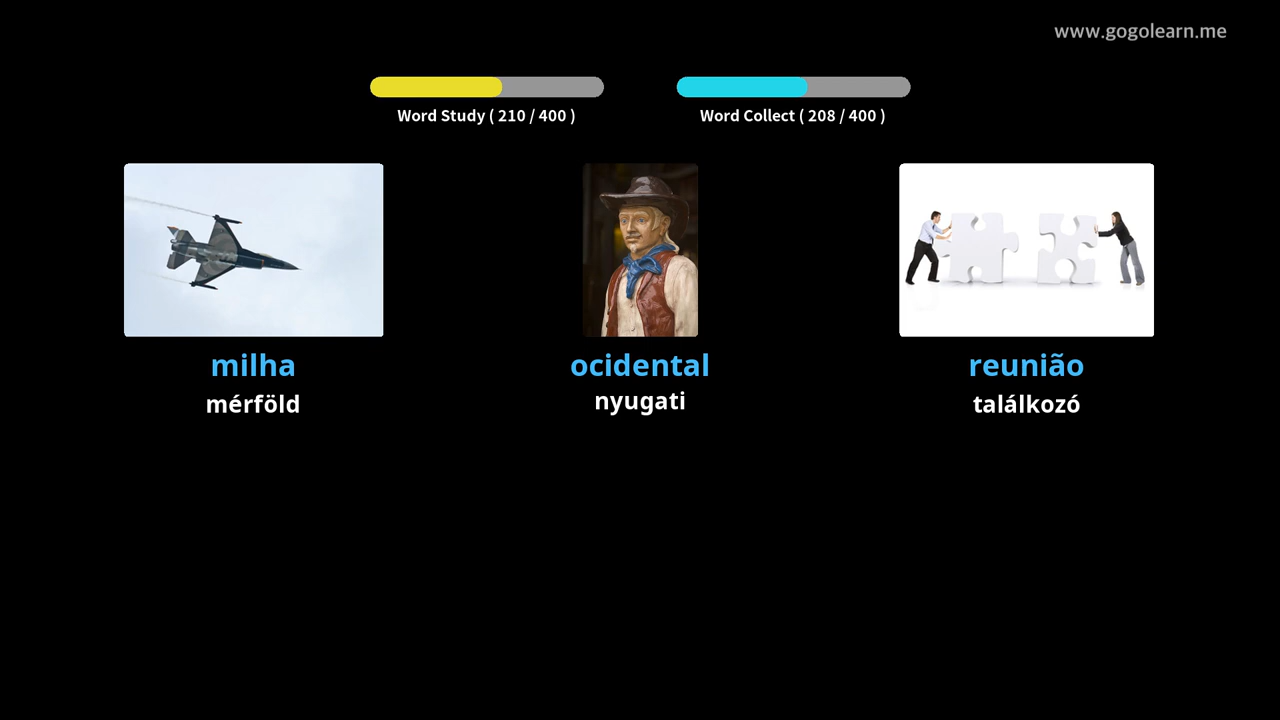 www.gogolearn.me
Word Study ( 210 / 400 )
Word Collect ( 208 / 400 )
milha
mérföld
ocidental
nyugati
reunião
találkozó